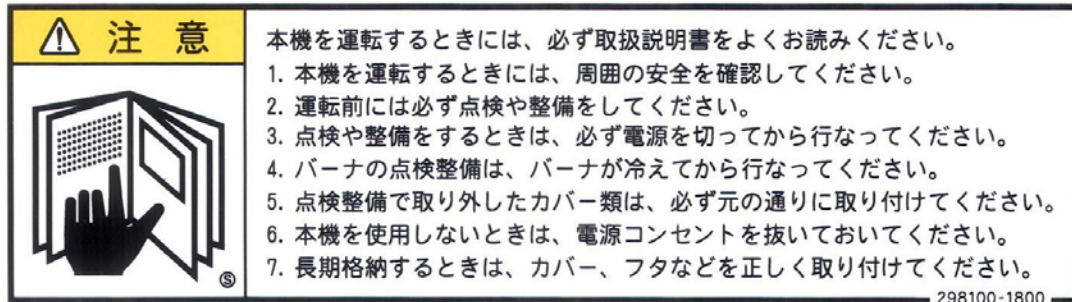 注 意
本機を運転するときには、必ず取扱説明書をよくお読みください。
1. 本機を運転するときには、周囲の安全を確認してください。
2. 運転前には必ず点検や整備をしてください。
3. 点検や整備をするときは、必ず電源を切ってから行なってください。
4. バーナの点検整備は、バーナが冷えてから行なってください。
5. 点検整備で取り外したカバー類は、必ず元の通りに取り付けてください。
6. 本機を使用しないときは、電源コンセントを抜いておいてください。
7. 長期格納するときは、カバー、フタなどを正しく取り付けてください。
Ⓢ
298100-1800